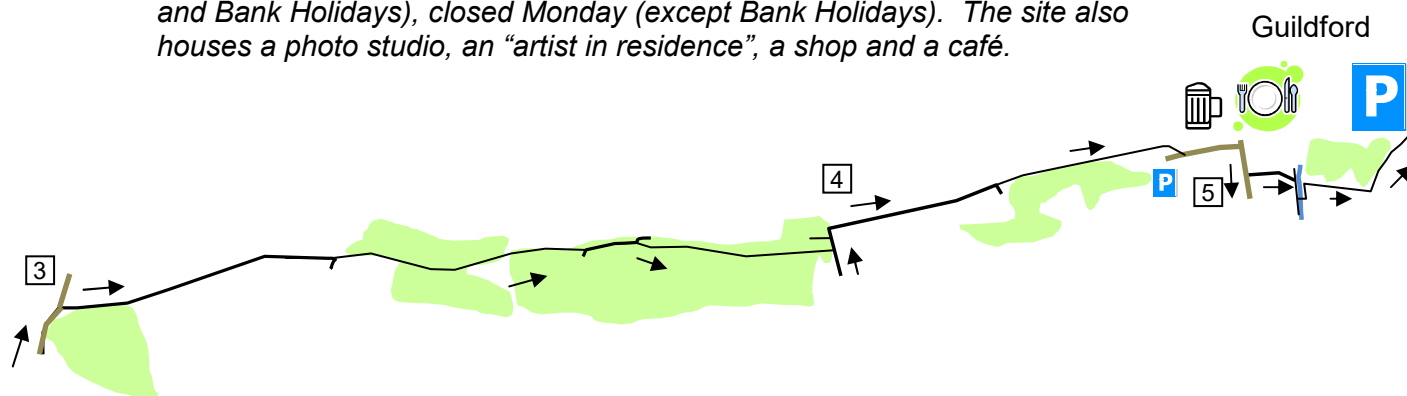 and Bank Holidays), closed Monday (except Bank Holidays). The site also
houses a photo studio, an “artist in residence”, a shop and a café.
Guildford
P
4
P
5
3